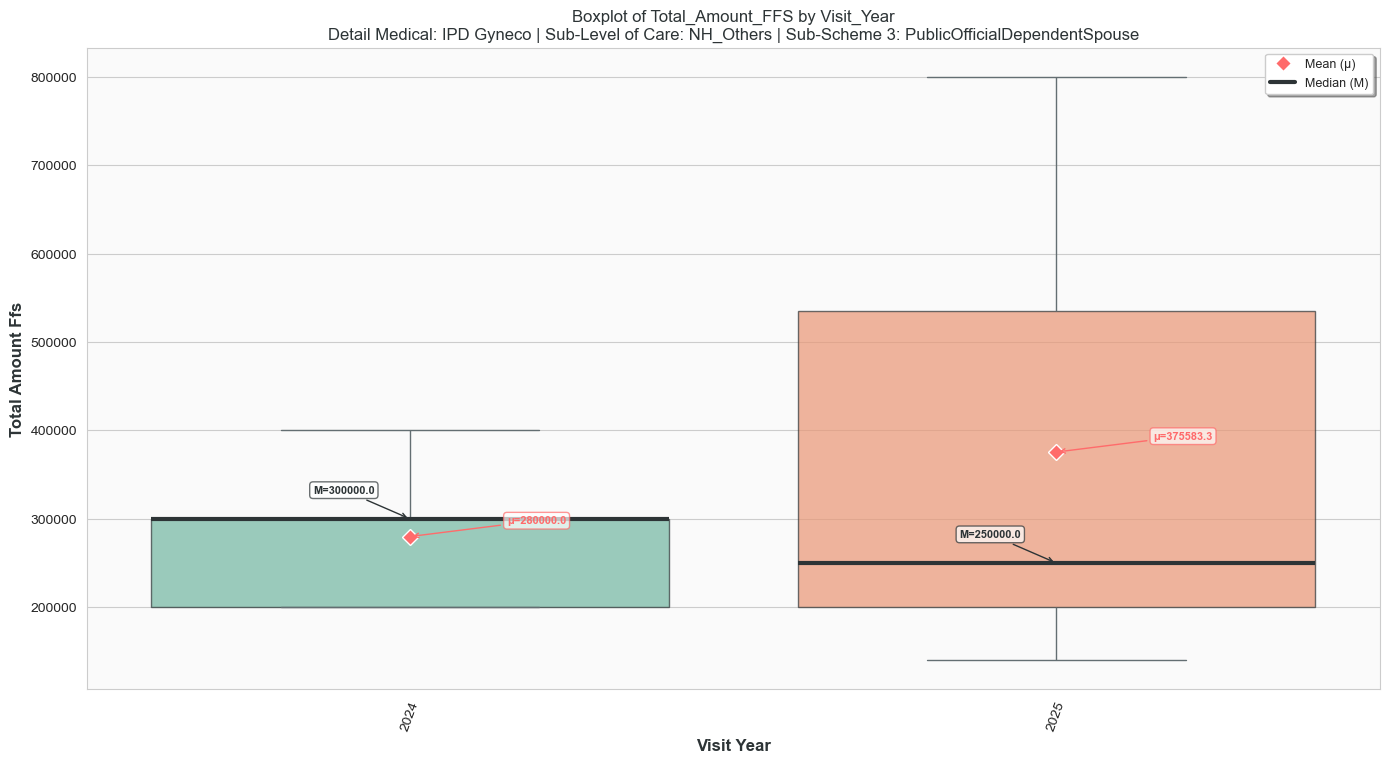 Boxplot of Total_Amount_FFS by Visit_Year
Detail Medical: IPD Gyneco | Sub-Level of Care: NH_Others | Sub-Scheme 3: PublicOfficialDependentSpouse
Mean (μ)
Median (M)
Total Amount Ffs
800000
700000
600000
500000
400000
300000
200000
M=300000.0
μ=280000.0
μ=375583.3
M=250000.0
2024
2025
Visit Year